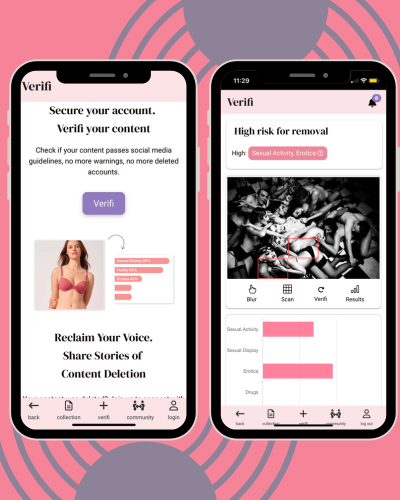 Verifi
Secure your account.
Verifi your content
Check if your content passes social media
guidelines, no more warnings, no more deleted
accounts.
Verifi
Reclaim Your Voice.
Share Stories of
Content Deletion
back
collection
verifi
community
login
11:29
Verifi
High risk for removal
High: Sexual Activity, Erotica
Blur
Scan
Verifi
Results
Sexual Activity
Sexual Display
Erotica
Drugs
back
collection
verifi
community
log out